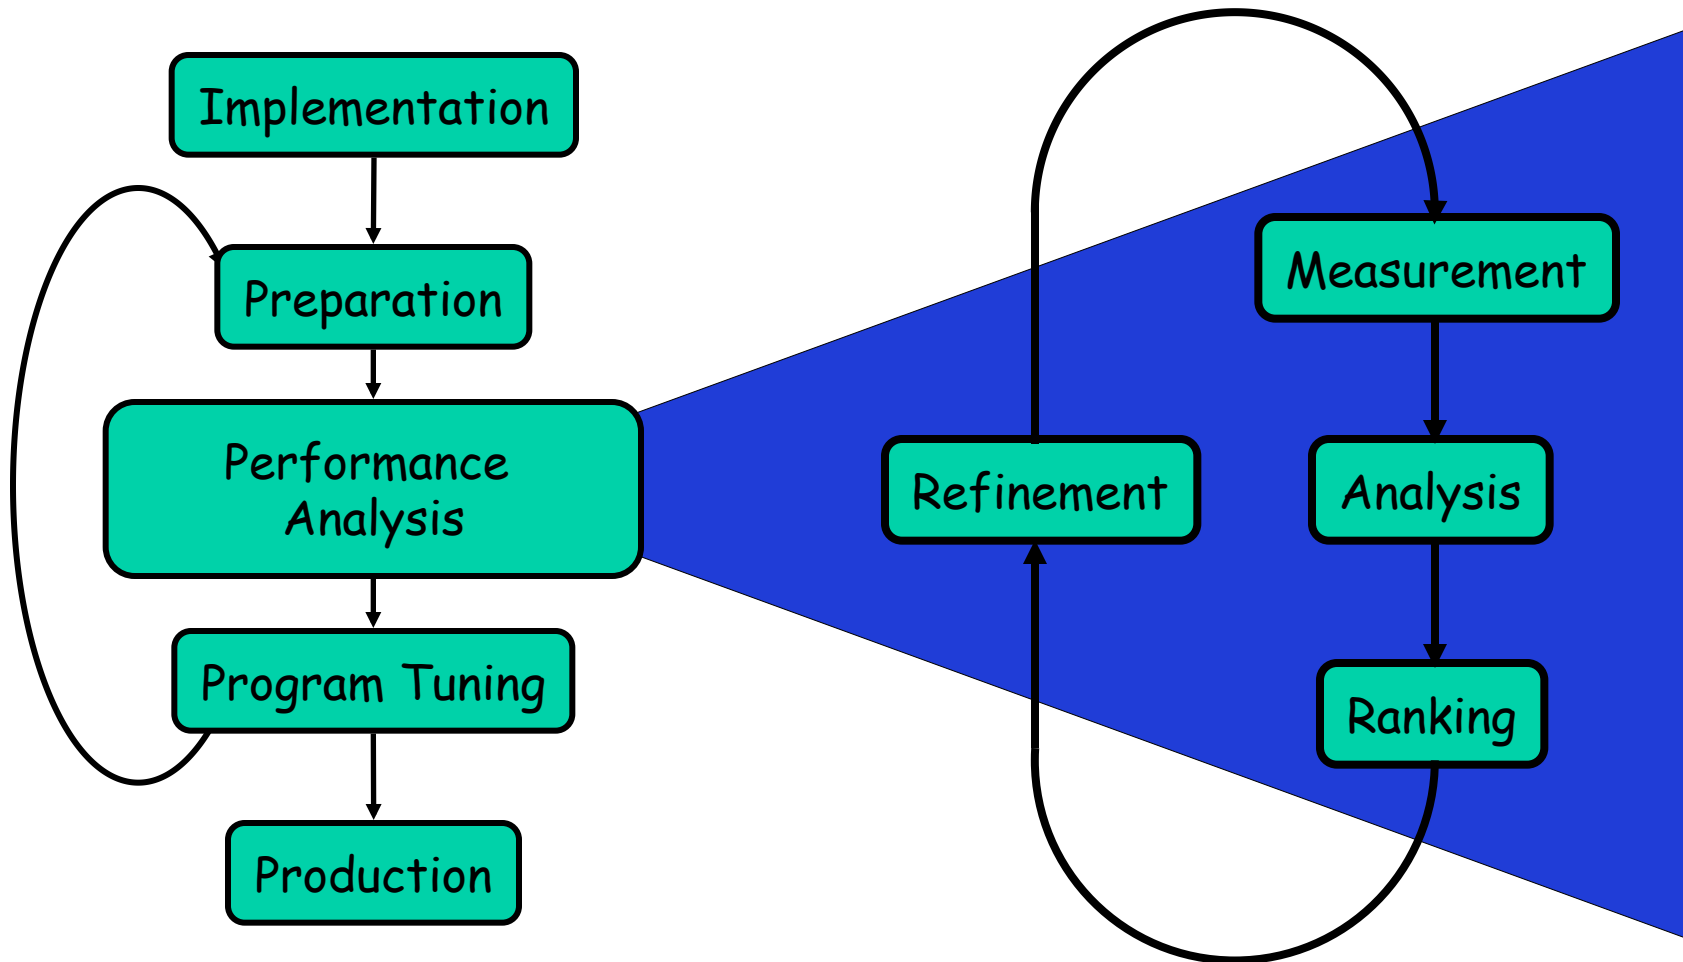 Implementation
Preparation
Performance
Analysis
Program Tuning
Production
Measurement
Refinement
Analysis
Ranking